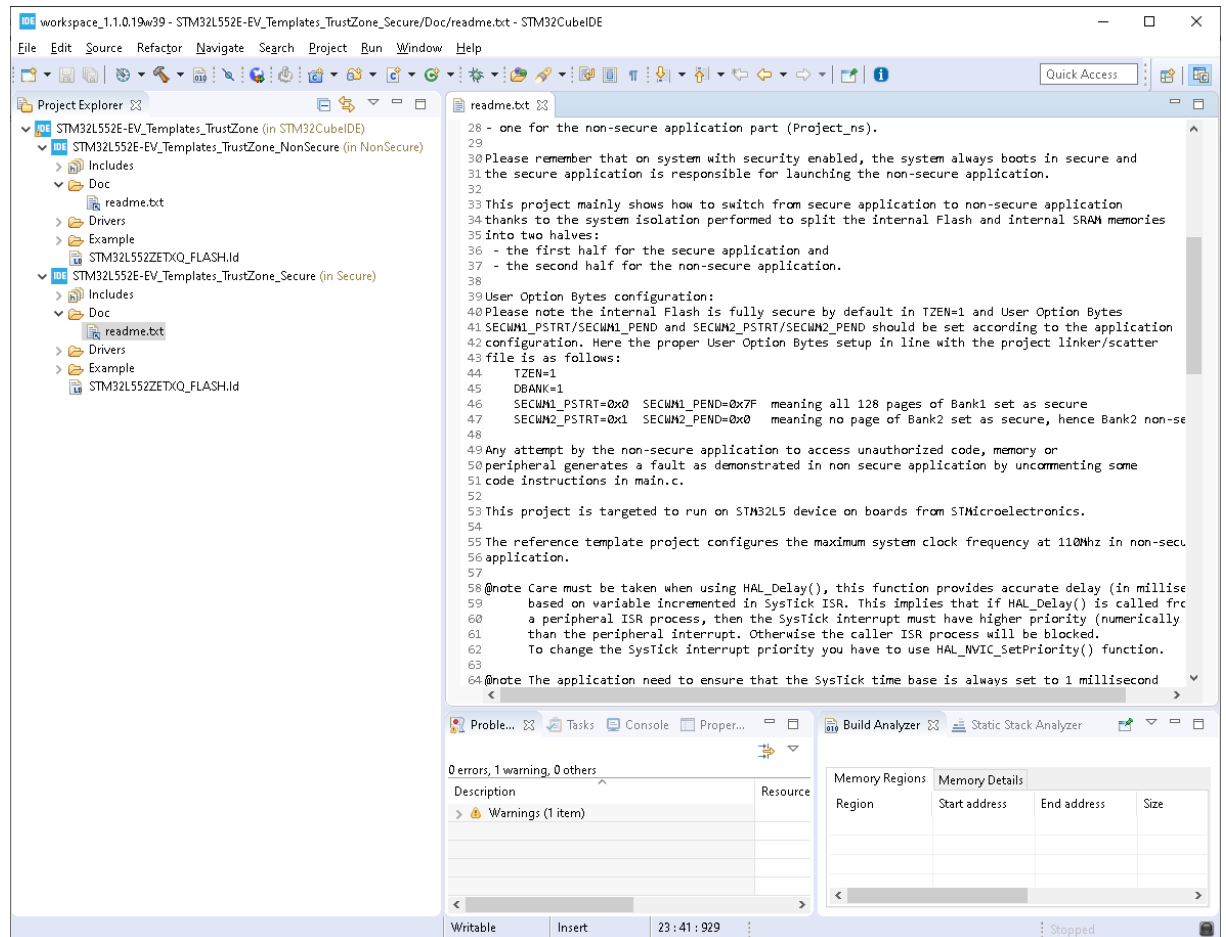 workspace_1.1.0.19w39 - STM32L552E-EV_Templates_TrustZone_Secure/Doc/readme.txt - STM32CubeIDE
File Edit Source Refactor Navigate Search Project Run Window Help
Quick Access
Project Explorer
STM32L552E-EV_Templates_TrustZone (in STM32CubeIDE)
STM32L552E-EV_Templates_TrustZone_NonSecure (in NonSecure)
Includes
Doc
readme.txt
Drivers
Example
STM32L552ZETXQ_FLASH.ld
STM32L552E-EV_Templates_TrustZone_Secure (in Secure)
Includes
Doc
readme.txt
Drivers
Example
STM32L552ZETXQ_FLASH.ld
readme.txt
28 - one for the non-secure application part (Project_ns).
29
30 Please remember that on system with security enabled, the system always boots in secure and
31 the secure application is responsible for launching the non-secure application.
32
33 This project mainly shows how to switch from secure application to non-secure application
34 thanks to the system isolation performed to split the internal Flash and internal SRAM memories
35 into two halves:
36 - the first half for the secure application and
37 - the second half for the non-secure application.
38
39 User Option Bytes configuration:
40 Please note the internal Flash is fully secure by default in TZEN=1 and User Option Bytes
41 SECWM1_PSTRT/SECWM1_PEND and SECWM2_PSTRT/SECWM2_PEND should be set according to the application
42 configuration. Here the proper User Option Bytes setup in line with the project linker/scatter
43 file is as follows:
44 TZEN=1
45 DBANK=1
46 SECWM1_PSTRT=0x0 SECWM1_PEND=0x7F meaning all 128 pages of Bank1 set as secure
47 SECWM2_PSTRT=0x1 SECWM2_PEND=0x0 meaning no page of Bank2 set as secure, hence Bank2 non-se
48
49 Any attempt by the non-secure application to access unauthorized code, memory or
50 peripheral generates a fault as demonstrated in non secure application by uncommenting some
51 code instructions in main.c.
52
53 This project is targeted to run on STM32L5 device on boards from STMicroelectronics.
54
55 The reference template project configures the maximum system clock frequency at 110Mhz in non-secu
56 application.
57
58 @note Care must be taken when using HAL_Delay(), this function provides accurate delay (in millise
59 based on variable incremented in SysTick ISR. This implies that if HAL_Delay() is called frc
60 a peripheral ISR process, then the SysTick interrupt must have higher priority (numerically
61 than the peripheral interrupt. Otherwise the caller ISR process will be blocked.
62 To change the SysTick interrupt priority you have to use HAL_NVIC_SetPriority() function.
63
64 @note The application need to ensure that the SysTick time base is always set to 1 millisecond
Proble... Tasks Console Proper...
0 errors, 1 warning, 0 others
Description Resource
Warnings (1 item)
Build Analyzer Static Stack Analyzer
Memory Regions Memory Details
Region Start address End address Size
Writable Insert 23 : 41 : 929 Stopped